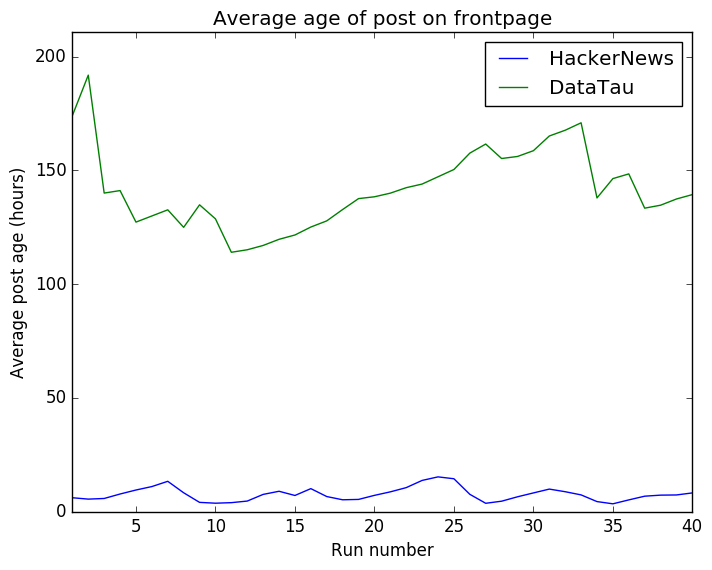 Average age of post on frontpage
HackerNews
DataTau
200
150
100
50
0
Average post age (hours)
5 10 15 20 25 30 35 40
Run number